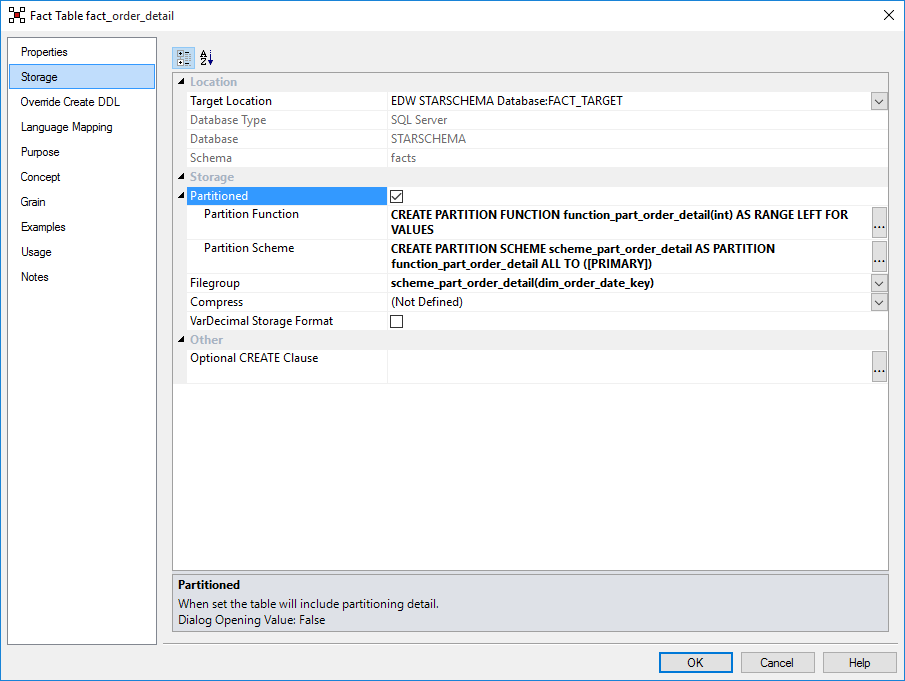 Fact Table fact_order_detail
Properties
Storage
Override Create DDL
Language Mapping
Purpose
Concept
Grain
Examples
Usage
Notes
Location
Target Location EDW STARSCHEMA Database:FACT_TARGET
Database Type SQL Server
Database STARSCHEMA
Schema facts
Storage
Partitioned
Partition Function CREATE PARTITION FUNCTION function_part_order_detail(int) AS RANGE LEFT FOR
VALUES
...
Partition Scheme CREATE PARTITION SCHEME scheme_part_order_detail AS PARTITION
function_part_order_detail ALL TO ([PRIMARY])
...
Filegroup scheme_part_order_detail(dim_order_date_key)
Compress (Not Defined)
VarDecimal Storage Format
Other
Optional CREATE Clause
...
Partitioned
When set the table will include partitioning detail.
Dialog Opening Value: False
OK Cancel Help